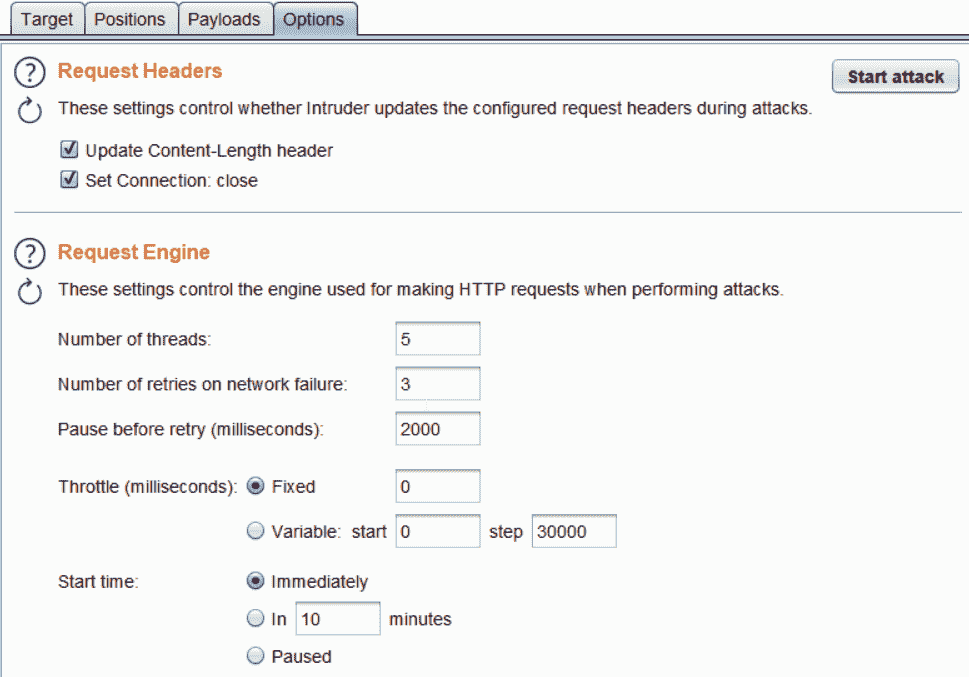 Target Positions Payloads Options
Request Headers
Start attack
These settings control whether Intruder updates the configured request headers during attacks.
Update Content-Length header
Set Connection: close
Request Engine
These settings control the engine used for making HTTP requests when performing attacks.
Number of threads: 5
Number of retries on network failure: 3
Pause before retry (milliseconds): 2000
Throttle (milliseconds): Fixed 0
Variable: start 0 step 30000
Start time: Immediately
In 10 minutes
Paused